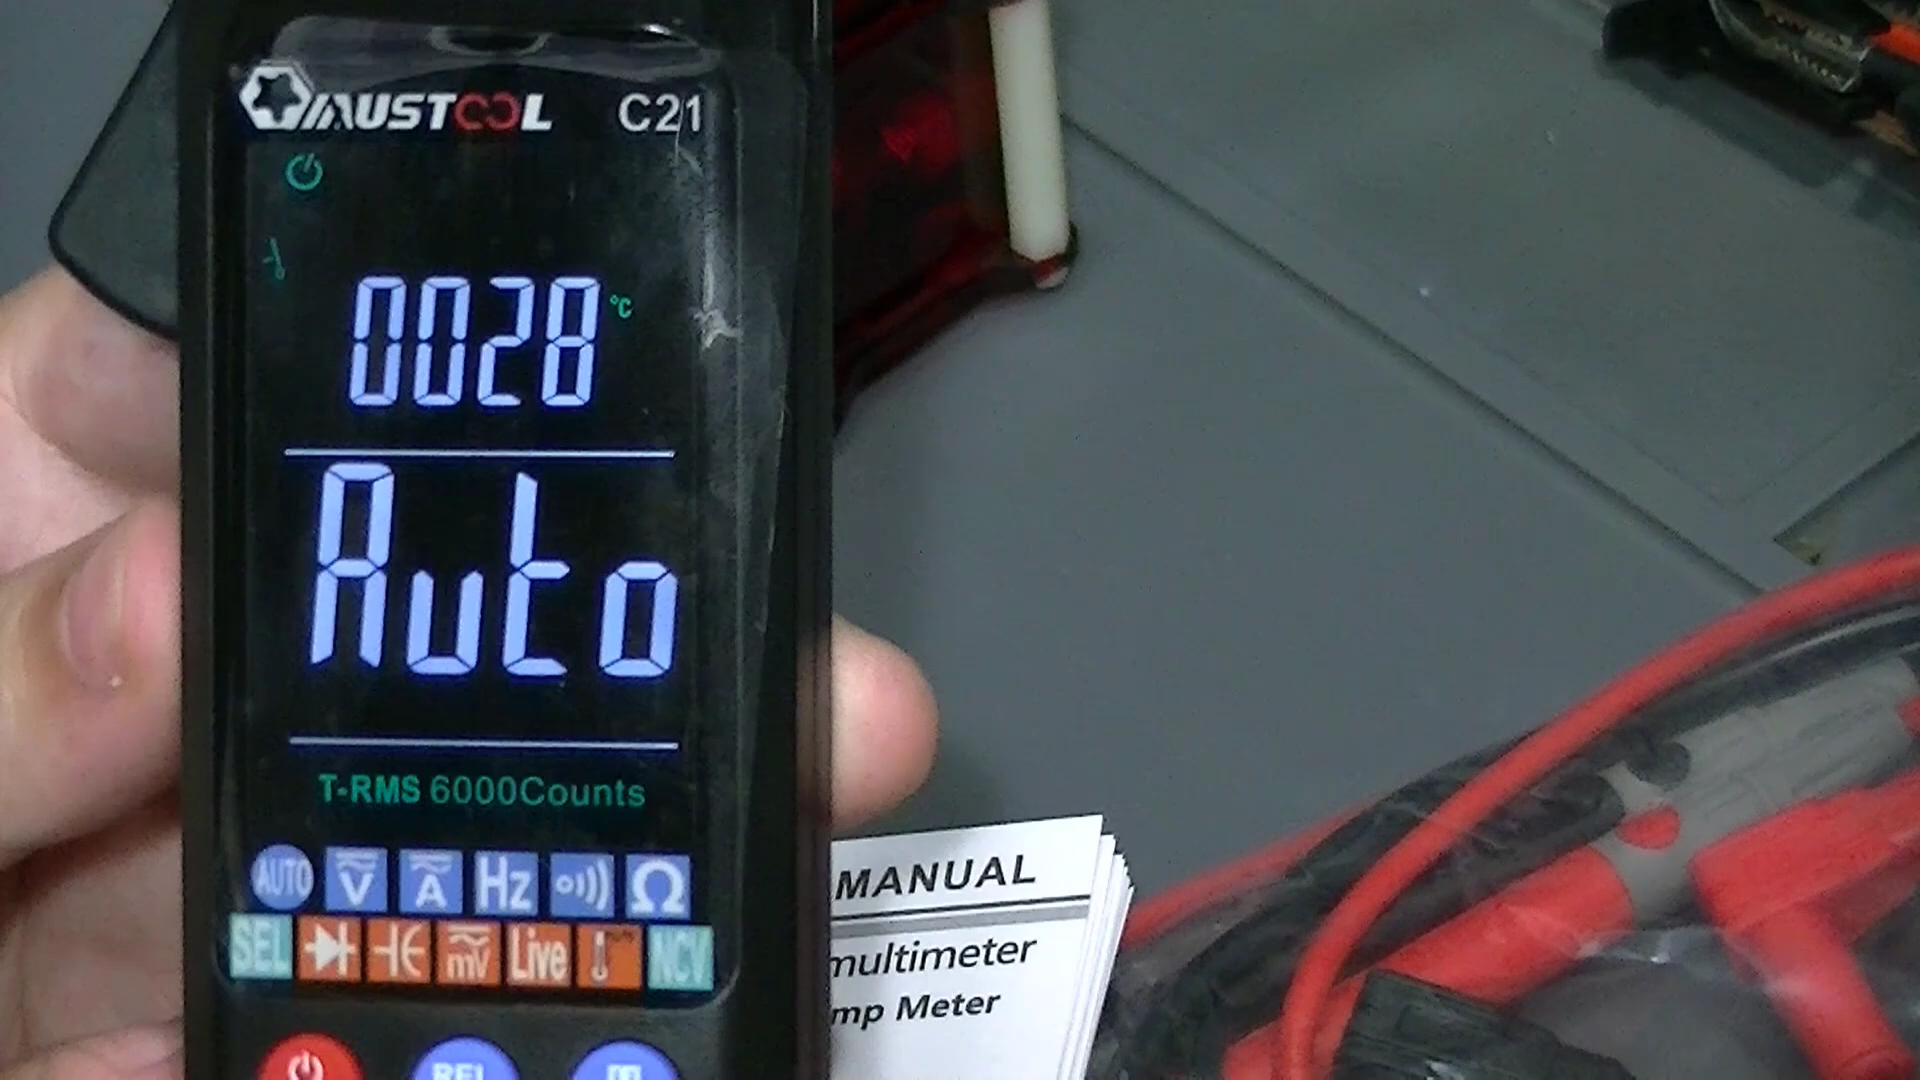 MUSTOOL C21
0028 °C
Auto
T-RMS 6000Counts
AUTO V A Hz Ω
SEL mV Live NCV
REL
MANUAL
multimeter
mp Meter